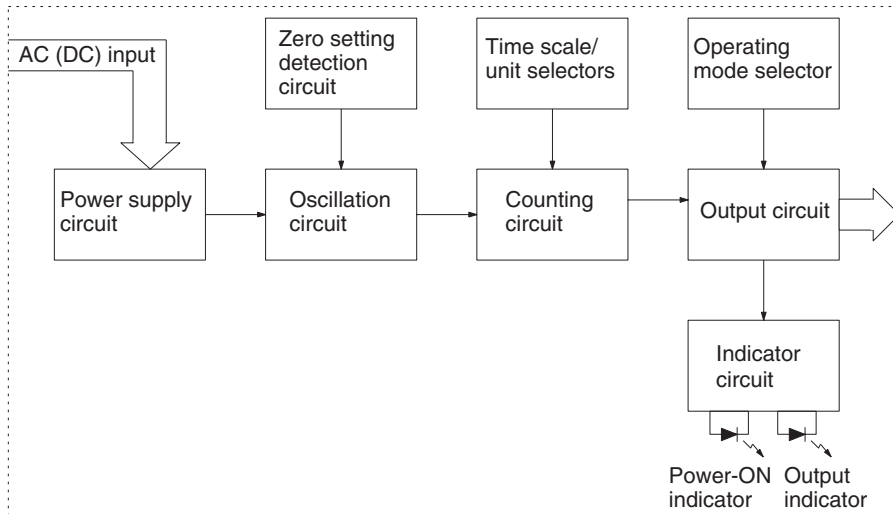 AC (DC) input
Zero setting
detection
circuit
Time scale/
unit selectors
Operating
mode selector
Power supply
circuit
Oscillation
circuit
Counting
circuit
Output circuit
Indicator
circuit
Power-ON
indicator
Output
indicator